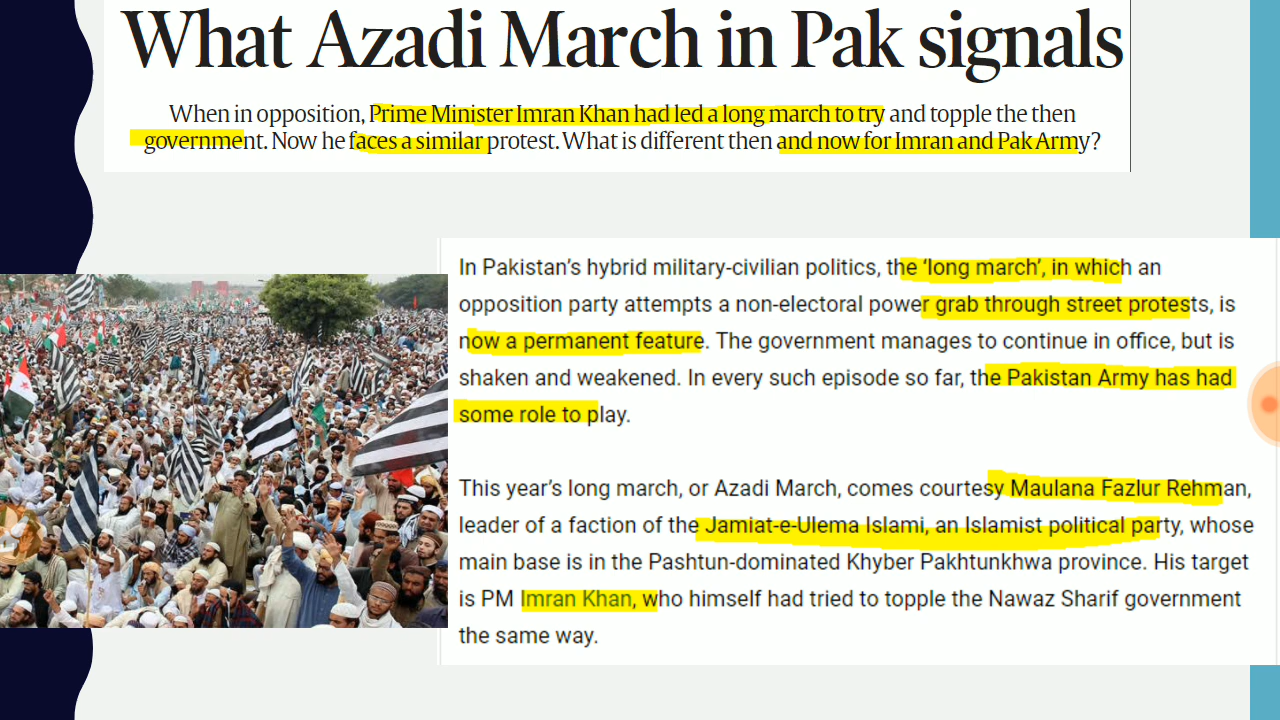 What Azadi March in Pak signals
When in opposition, Prime Minister Imran Khan had led a long march to try and topple the then
government. Now he faces a similar protest. What is different then and now for Imran and Pak Army?
In Pakistan’s hybrid military-civilian politics, the ‘long march’, in which an
opposition party attempts a non-electoral power grab through street protests, is
now a permanent feature. The government manages to continue in office, but is
shaken and weakened. In every such episode so far, the Pakistan Army has had
some role to play.
This year’s long march, or Azadi March, comes courtesy Maulana Fazlur Rehman,
leader of a faction of the Jamiat-e-Ulema Islami, an Islamist political party, whose
main base is in the Pashtun-dominated Khyber Pakhtunkhwa province. His target
is PM Imran Khan, who himself had tried to topple the Nawaz Sharif government
the same way.